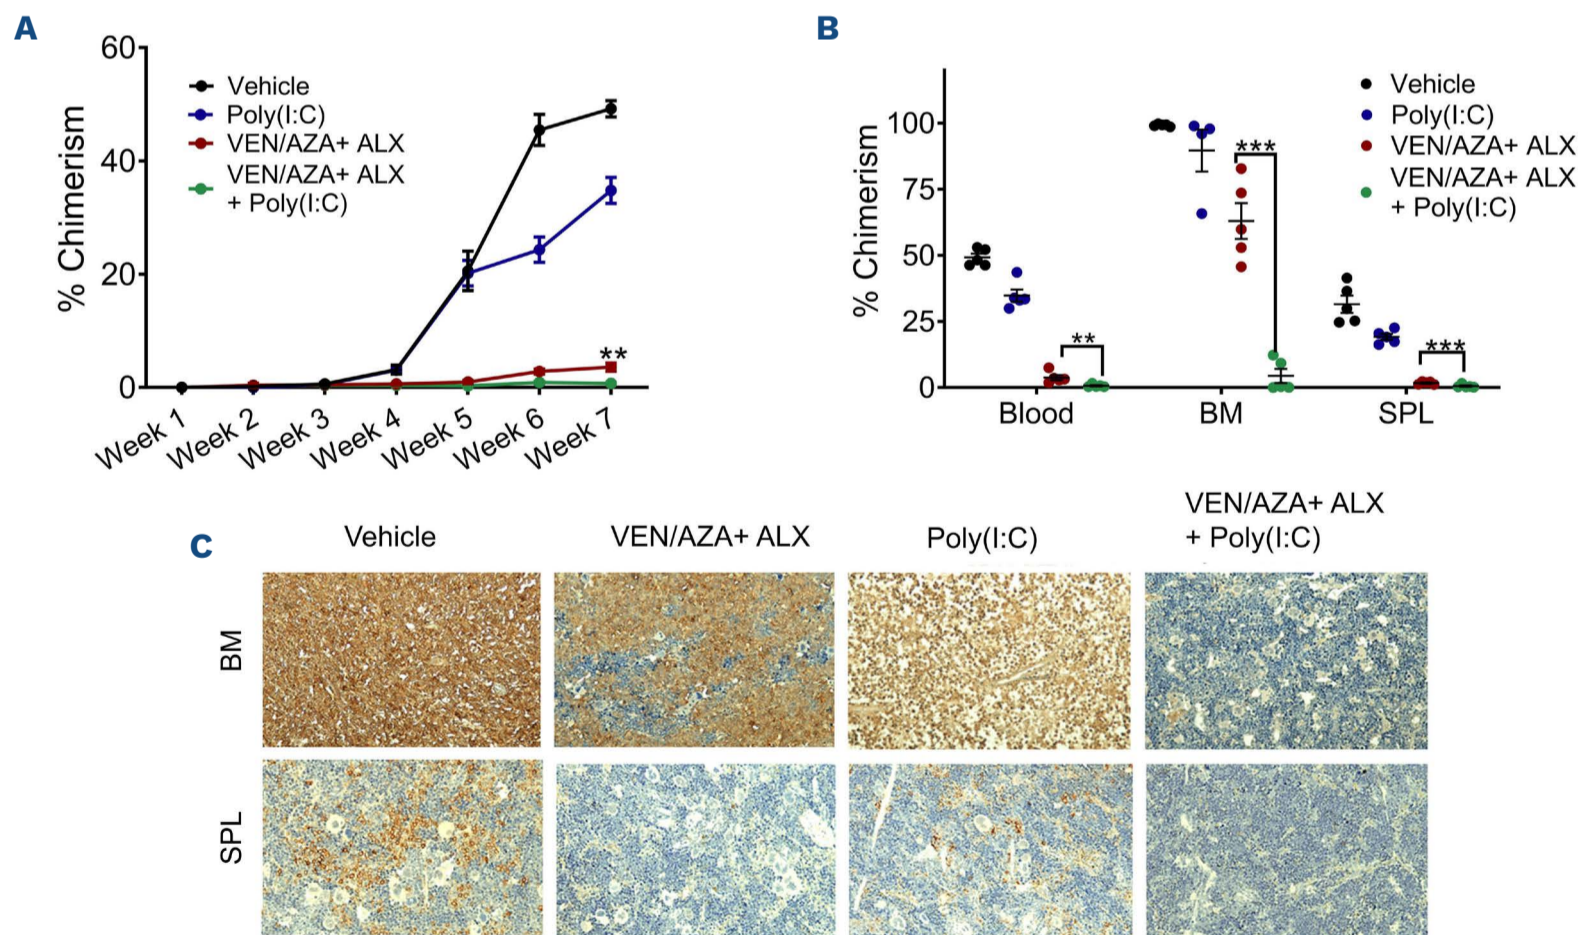 A
% Chimerism
60
40
20
0
Vehicle
Poly(I:C)
VEN/AZA+ ALX
VEN/AZA+ ALX
+ Poly(I:C)
**
Week 1
Week 2
Week 3
Week 4
Week 5
Week 6
Week 7
B
% Chimerism
100
75
50
25
0
Vehicle
Poly(I:C)
VEN/AZA+ ALX
VEN/AZA+ ALX
+ Poly(I:C)
**
***
***
Blood
BM
SPL
C
Vehicle
VEN/AZA+ ALX
Poly(I:C)
VEN/AZA+ ALX
+ Poly(I:C)
BM
SPL